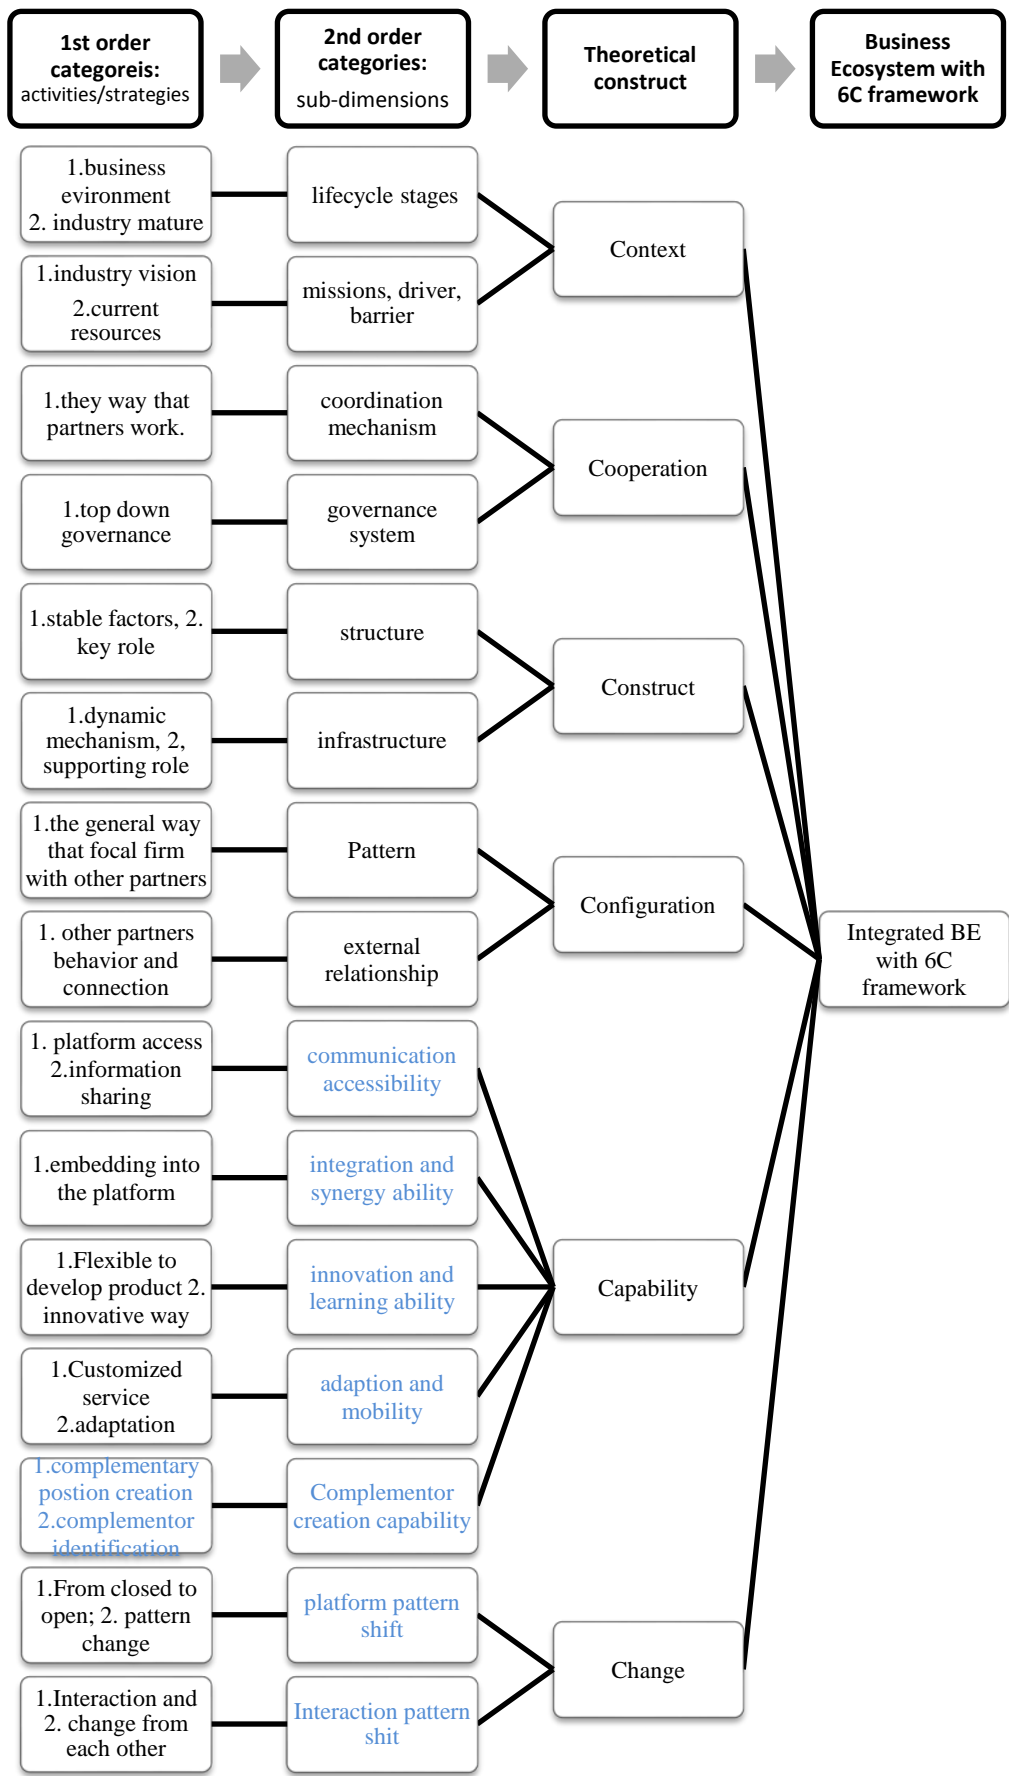 1st order
categoreis:
activities/strategies
2nd order
categories:
sub-dimensions
Theoretical
construct
Business
Ecosystem with
6C framework
1.business
evironment
2. industry mature
lifecycle stages
Context
1.industry vision
2.current
resources
missions, driver,
barrier
1.they way that
partners work.
coordination
mechanism
Cooperation
1.top down
governance
governance
system
1.stable factors, 2.
key role
structure
Construct
1.dynamic
mechanism, 2,
supporting role
infrastructure
1.the general way
that focal firm
with other partners
Pattern
Configuration
1. other partners
behavior and
connection
external
relationship
Integrated BE
with 6C
framework
1. platform access
2.information
sharing
communication
accessibility
1.embedding into
the platform
integration and
synergy ability
1.Flexible to
develop product 2.
innovative way
innovation and
learning ability
Capability
1.Customized
service
2.adaptation
adaption and
mobility
1.complementary
postion creation
2.complementor
identification
Complementor
creation capability
1.From closed to
open; 2. pattern
change
platform pattern
shift
Change
1.Interaction and
2. change from
each other
Interaction pattern
shit